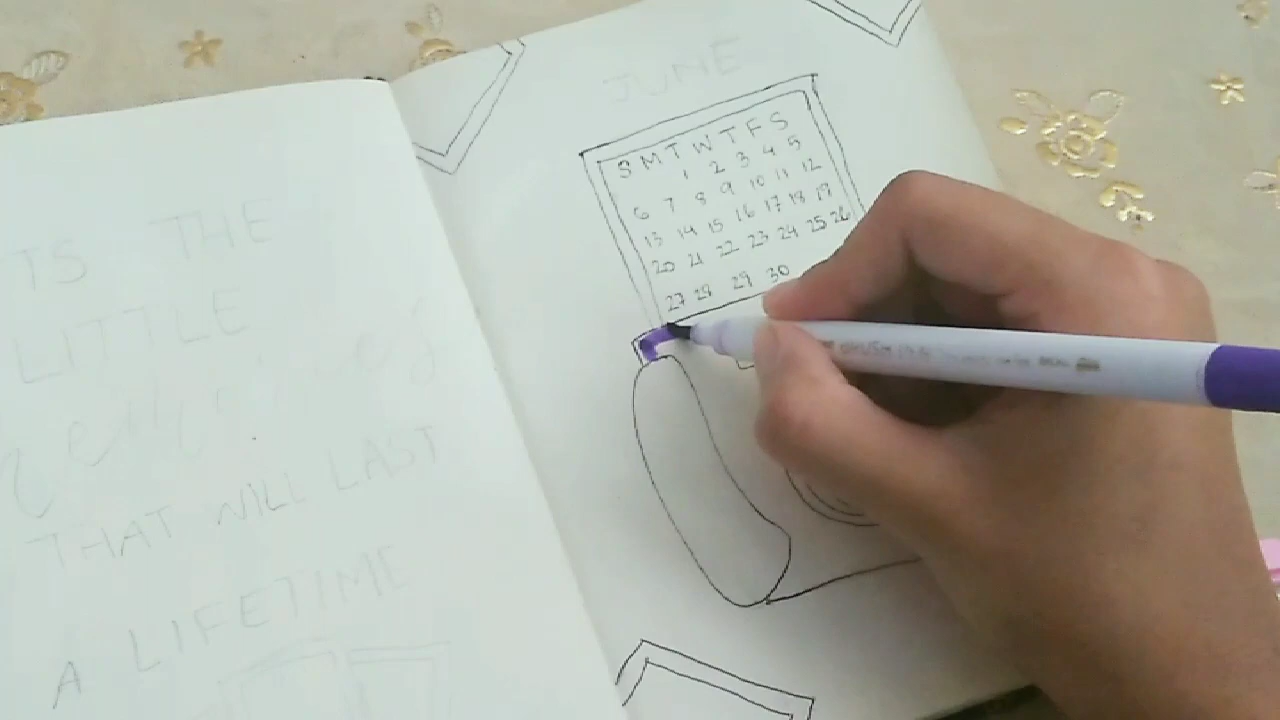 ITS THE
LITTLE
THAT WILL LAST
A LIFETIME
JUNE
S M T W T F S
1 2 3 4 5
6 7 8 9 10 11 12
13 14 15 16 17 18 19
20 21 22 23 24 25 26
27 28 29 30